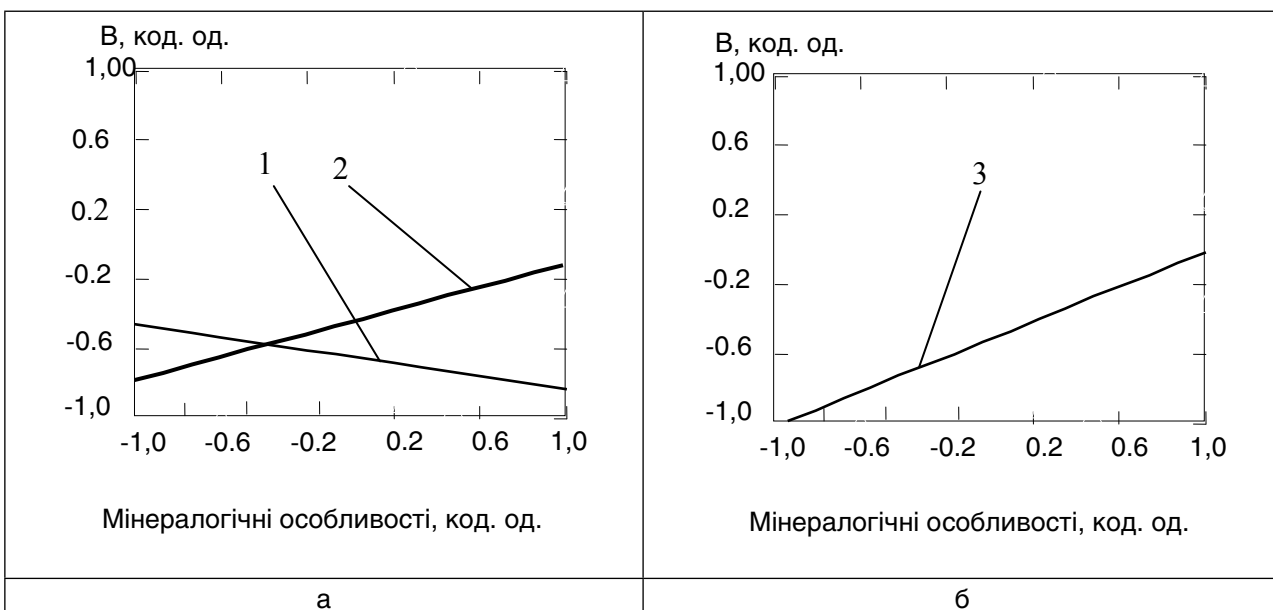 В, код. од.
1,00
0.6
0.2
-0.2
-0.6
-1,0
1
2
-1,0 -0.6 -0.2 0.2 0.6 1,0
Мінералогічні особливості, код. од.
а
В, код. од.
1,00
0.6
0.2
-0.2
-0.6
-1,0
3
-1,0 -0.6 -0.2 0.2 0.6 1,0
Мінералогічні особливості, код. од.
б